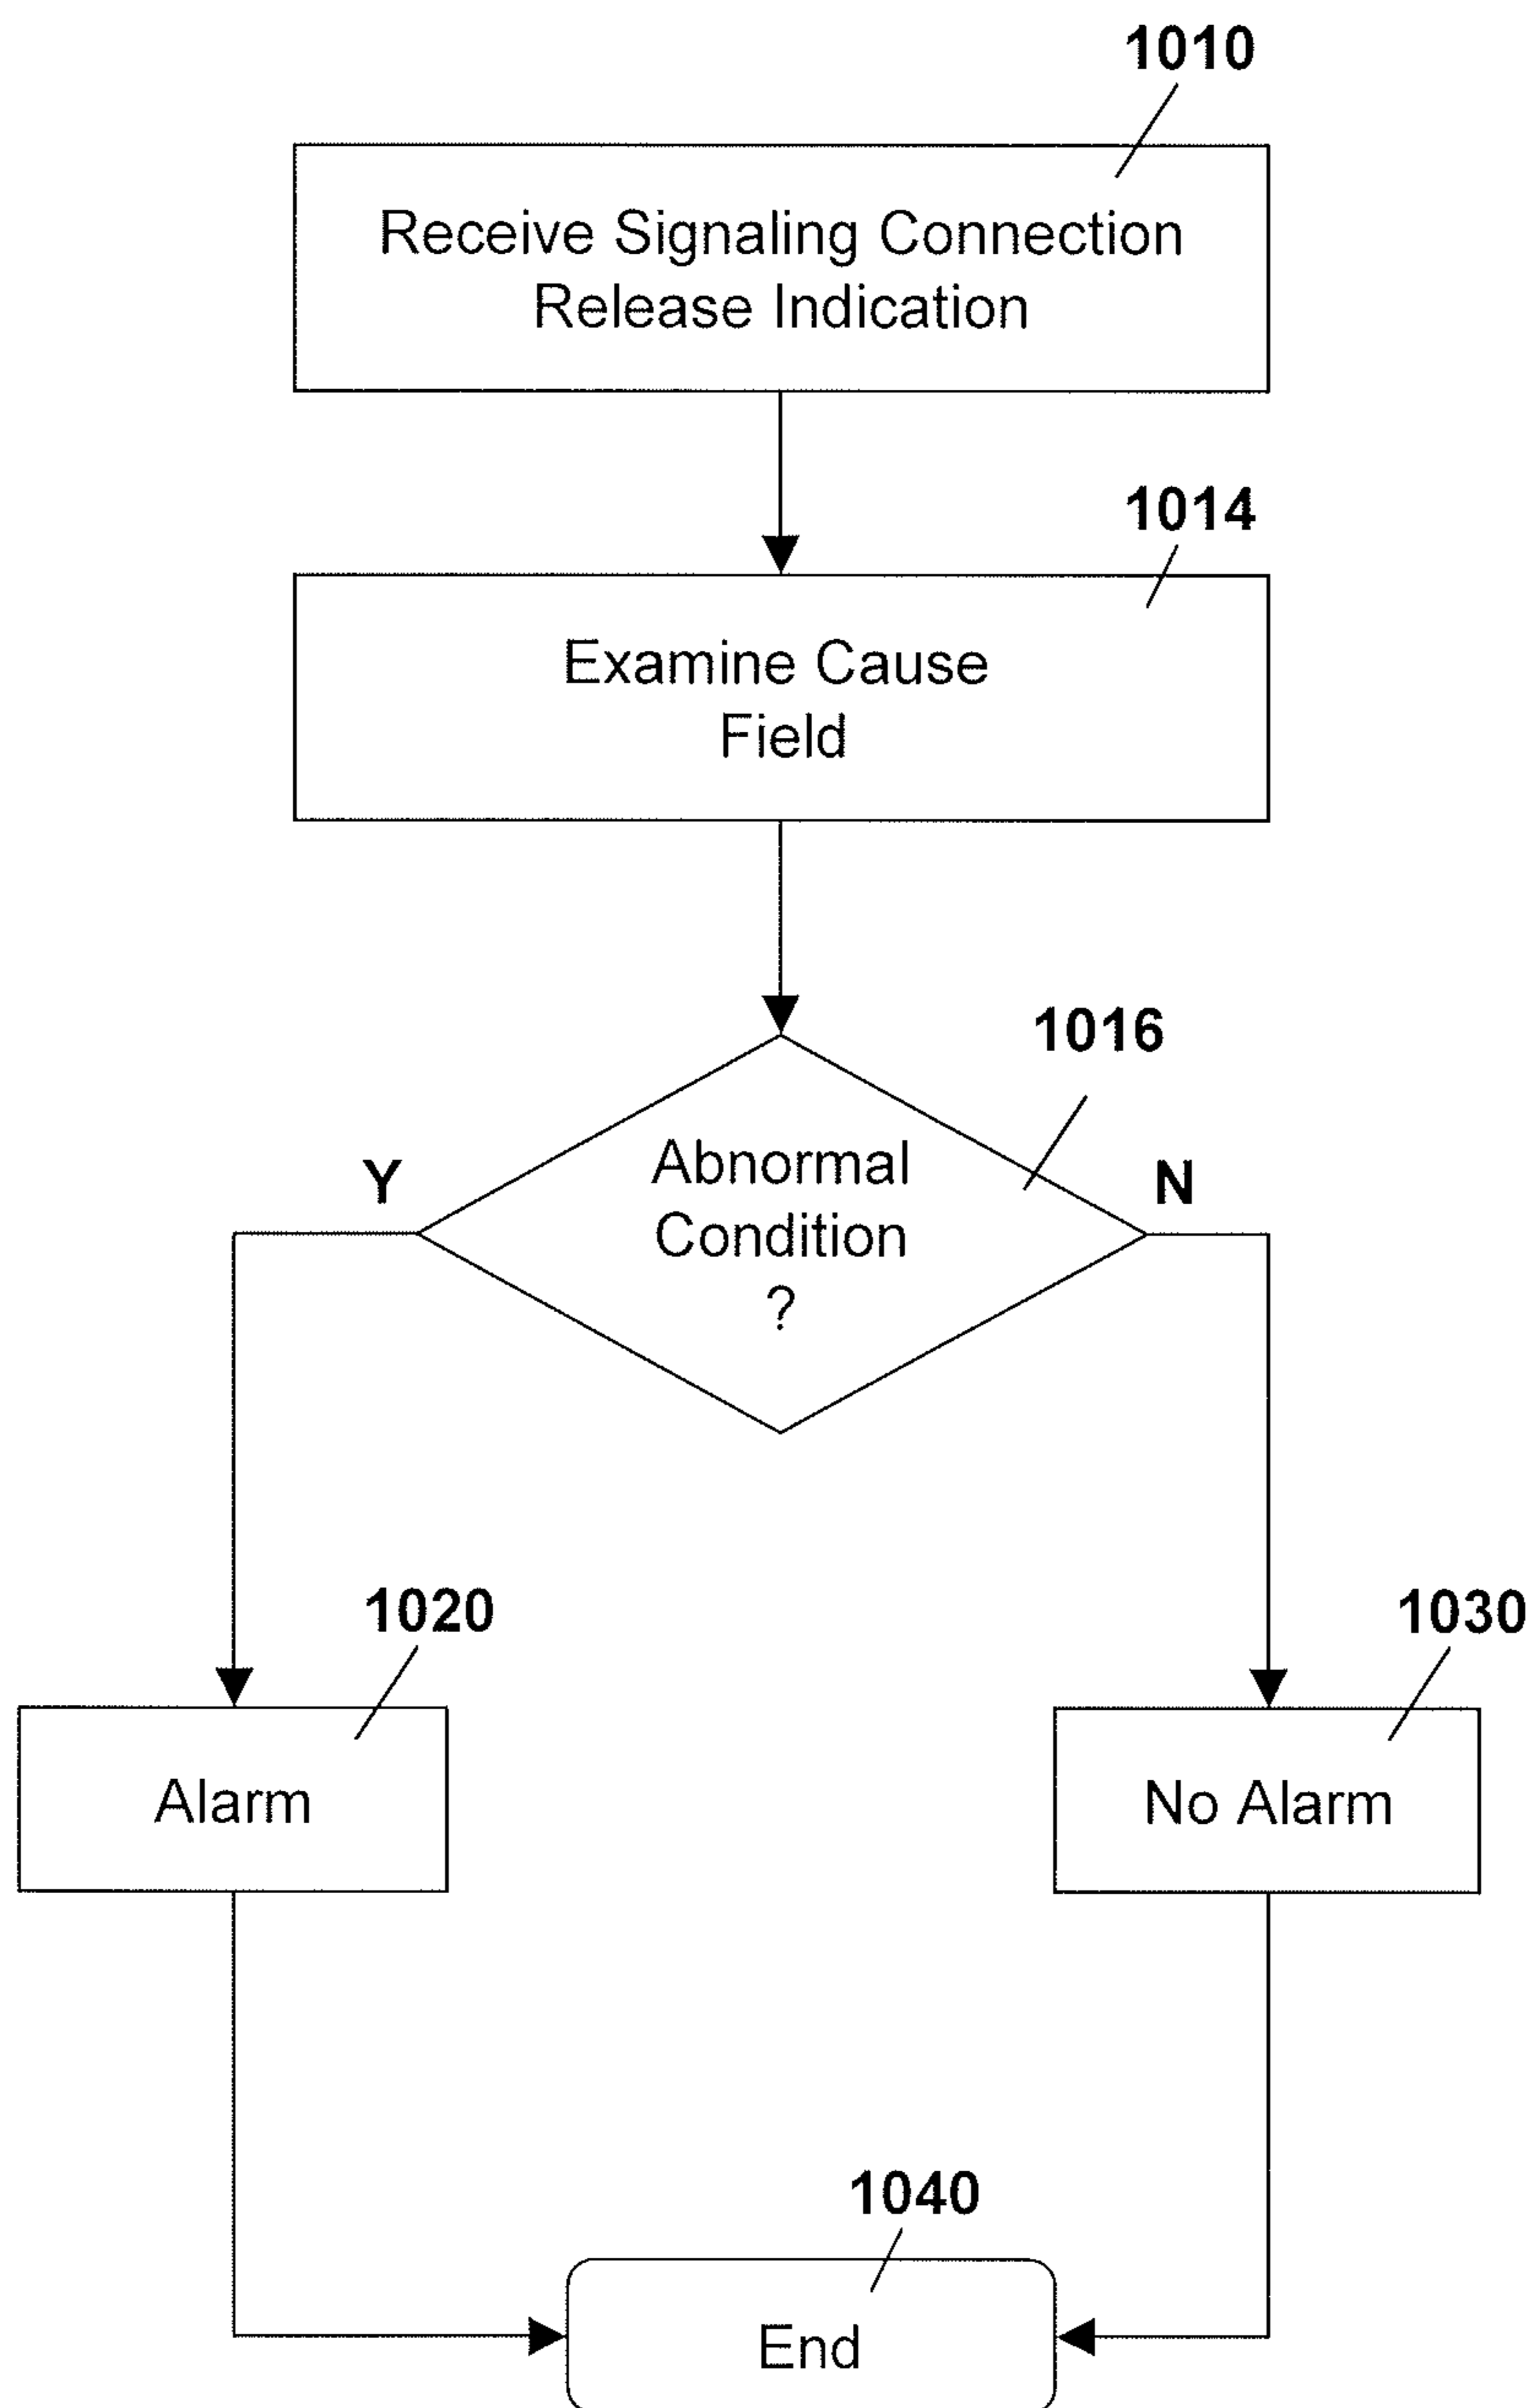 1010
Receive Signaling Connection
Release Indication
1014
Examine Cause
Field
1016
Y
Abnormal
Condition
?
N
1020
Alarm
1030
No Alarm
1040
End